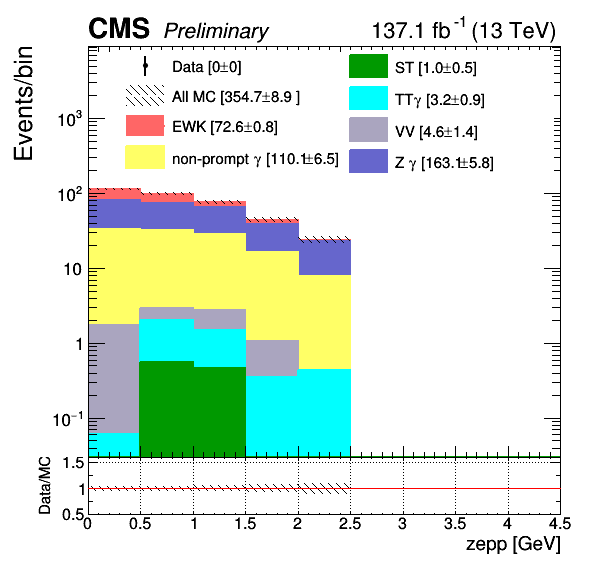 CMS Preliminary 137.1 fb⁻¹ (13 TeV)
Events/bin
Data [0±0]
All MC [354.7±8.9 ]
EWK [72.6±0.8]
non-prompt γ [110.1±6.5]
ST [1.0±0.5]
TTγ [3.2±0.9]
VV [4.6±1.4]
Z γ [163.1±5.8]
10³
10²
10
1
10⁻¹
Data/MC
1.5
1
0.5
0 0.5 1 1.5 2 2.5 3 3.5 4 4.5
zepp [GeV]